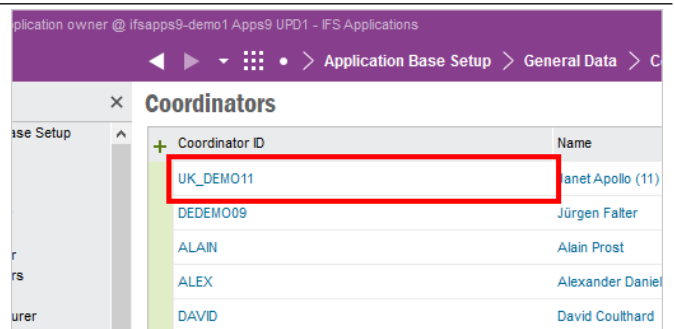 plication owner @ ifsapps9-demo1 Apps9 UPD1 - IFS Applications
> Application Base Setup > General Data > C
Coordinators
ase Setup
+ Coordinator ID Name
UK_DEMO11 Janet Apollo (11)
DEDEMO09 Jürgen Falter
ALAIN Alain Prost
r
rs
ALEX Alexander Daniel
urer
DAVID David Coulthard